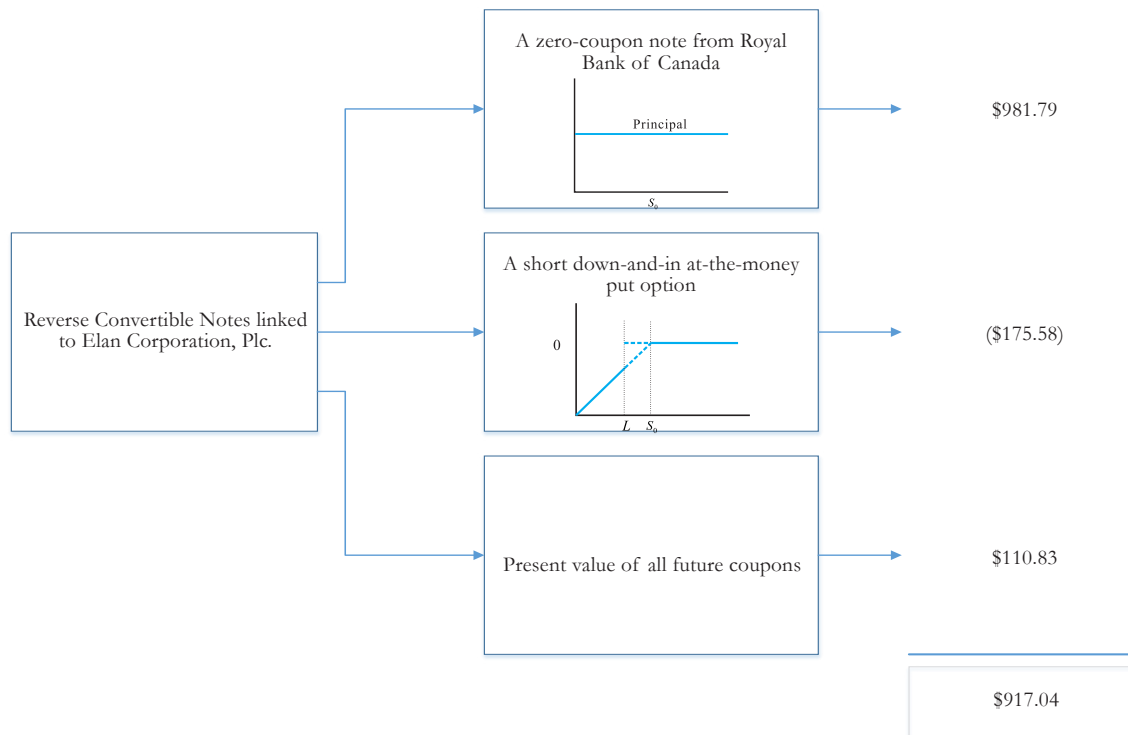 A zero-coupon note from Royal
Bank of Canada
Principal
S₀
$981.79
Reverse Convertible Notes linked
to Elan Corporation, Plc.
A short down-and-in at-the-money
put option
0
L S₀
($175.58)
Present value of all future coupons
$110.83
$917.04